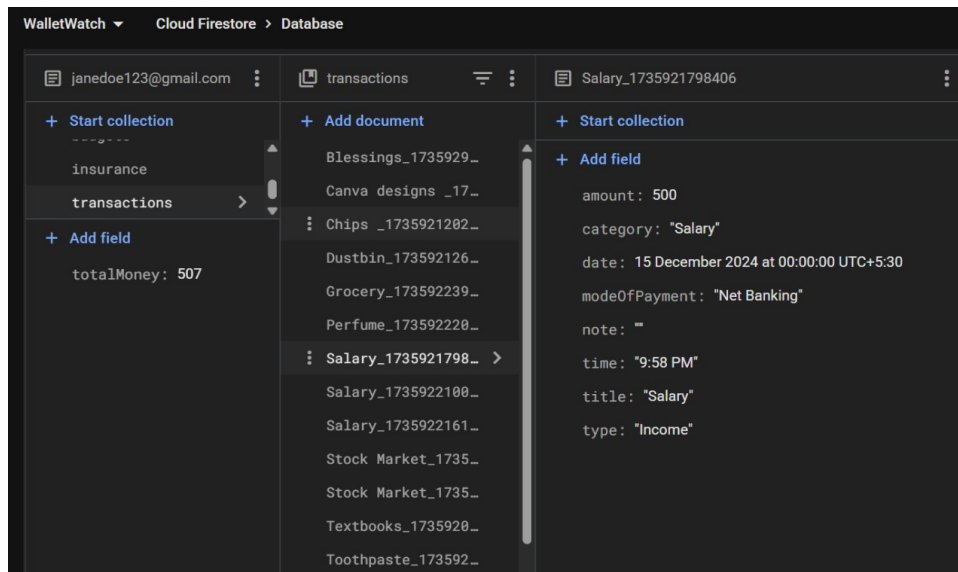 WalletWatch Cloud Firestore > Database
janedoe123@gmail.com
+ Start collection
insurance
transactions >
+ Add field
totalMoney: 507
transactions
+ Add document
Blessings_1735929…
Canva designs _17…
Chips _1735921202…
Dustbin_173592126…
Grocery_173592239…
Perfume_173592220…
Salary_1735921798… >
Salary_1735922100…
Salary_1735922161…
Stock Market_1735…
Stock Market_1735…
Textbooks_1735920…
Toothpaste_173592…
Salary_1735921798406
+ Start collection
+ Add field
amount: 500
category: "Salary"
date: 15 December 2024 at 00:00:00 UTC+5:30
modeOfPayment: "Net Banking"
note: ""
time: "9:58 PM"
title: "Salary"
type: "Income"